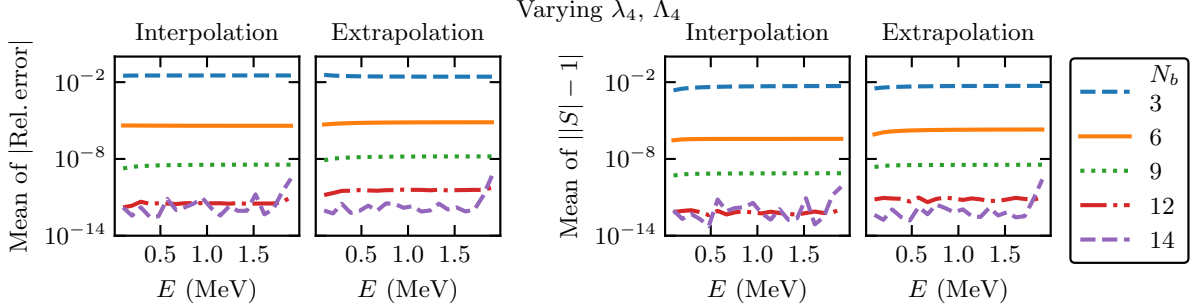 Varying λ₄, Λ₄
Interpolation
Extrapolation
Interpolation
Extrapolation
Mean of |Rel. error|
10⁻²
10⁻⁸
10⁻¹⁴
0.5 1.0 1.5
E (MeV)
0.5 1.0 1.5
E (MeV)
Mean of ||S| − 1|
10⁻²
10⁻⁸
10⁻¹⁴
0.5 1.0 1.5
E (MeV)
0.5 1.0 1.5
E (MeV)
N_b
3
6
9
12
14